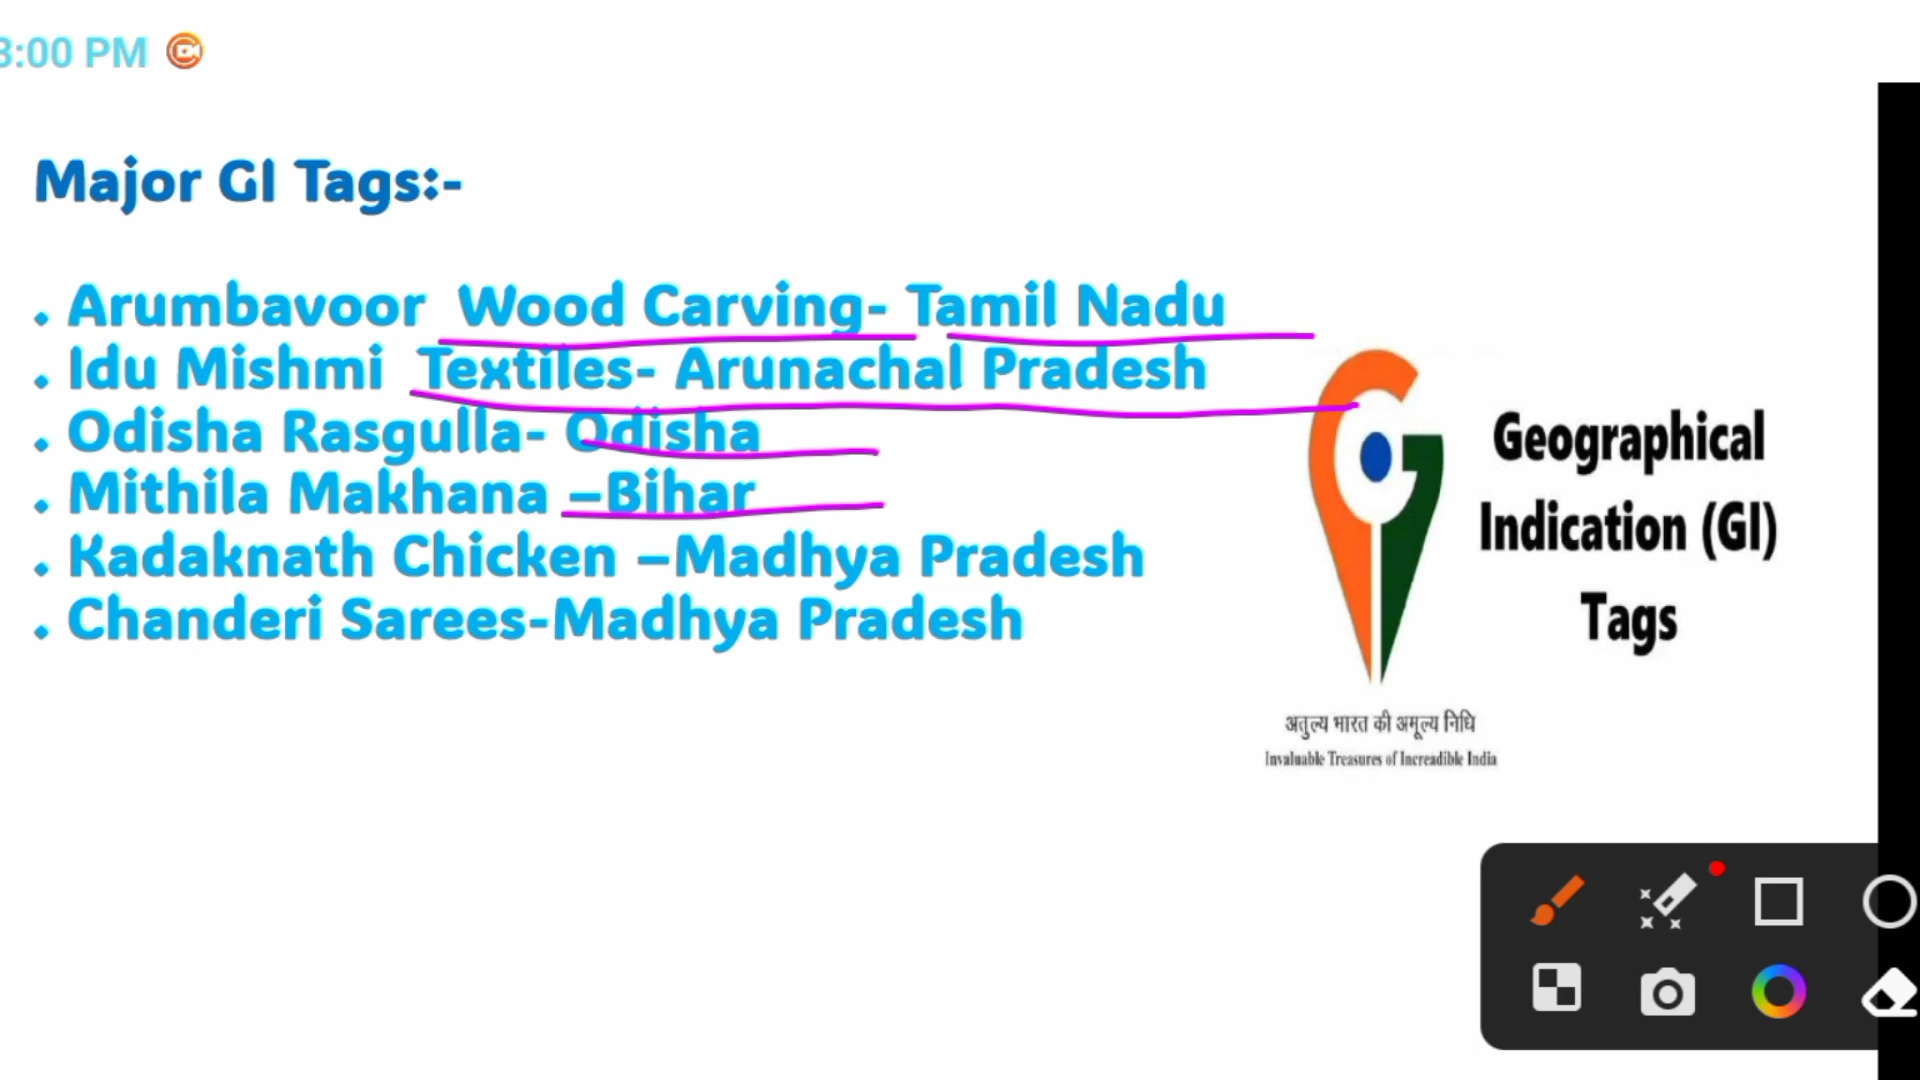 3:00 PM
Major GI Tags:-
. Arumbavoor Wood Carving- Tamil Nadu
. Idu Mishmi Textiles- Arunachal Pradesh
. Odisha Rasgulla- Odisha
. Mithila Makhana –Bihar
. Kadaknath Chicken –Madhya Pradesh
. Chanderi Sarees-Madhya Pradesh
Geographical
Indication (GI)
Tags
अतुल्य भारत की अमूल्य निधि
Invaluable Treasures of Increadible India